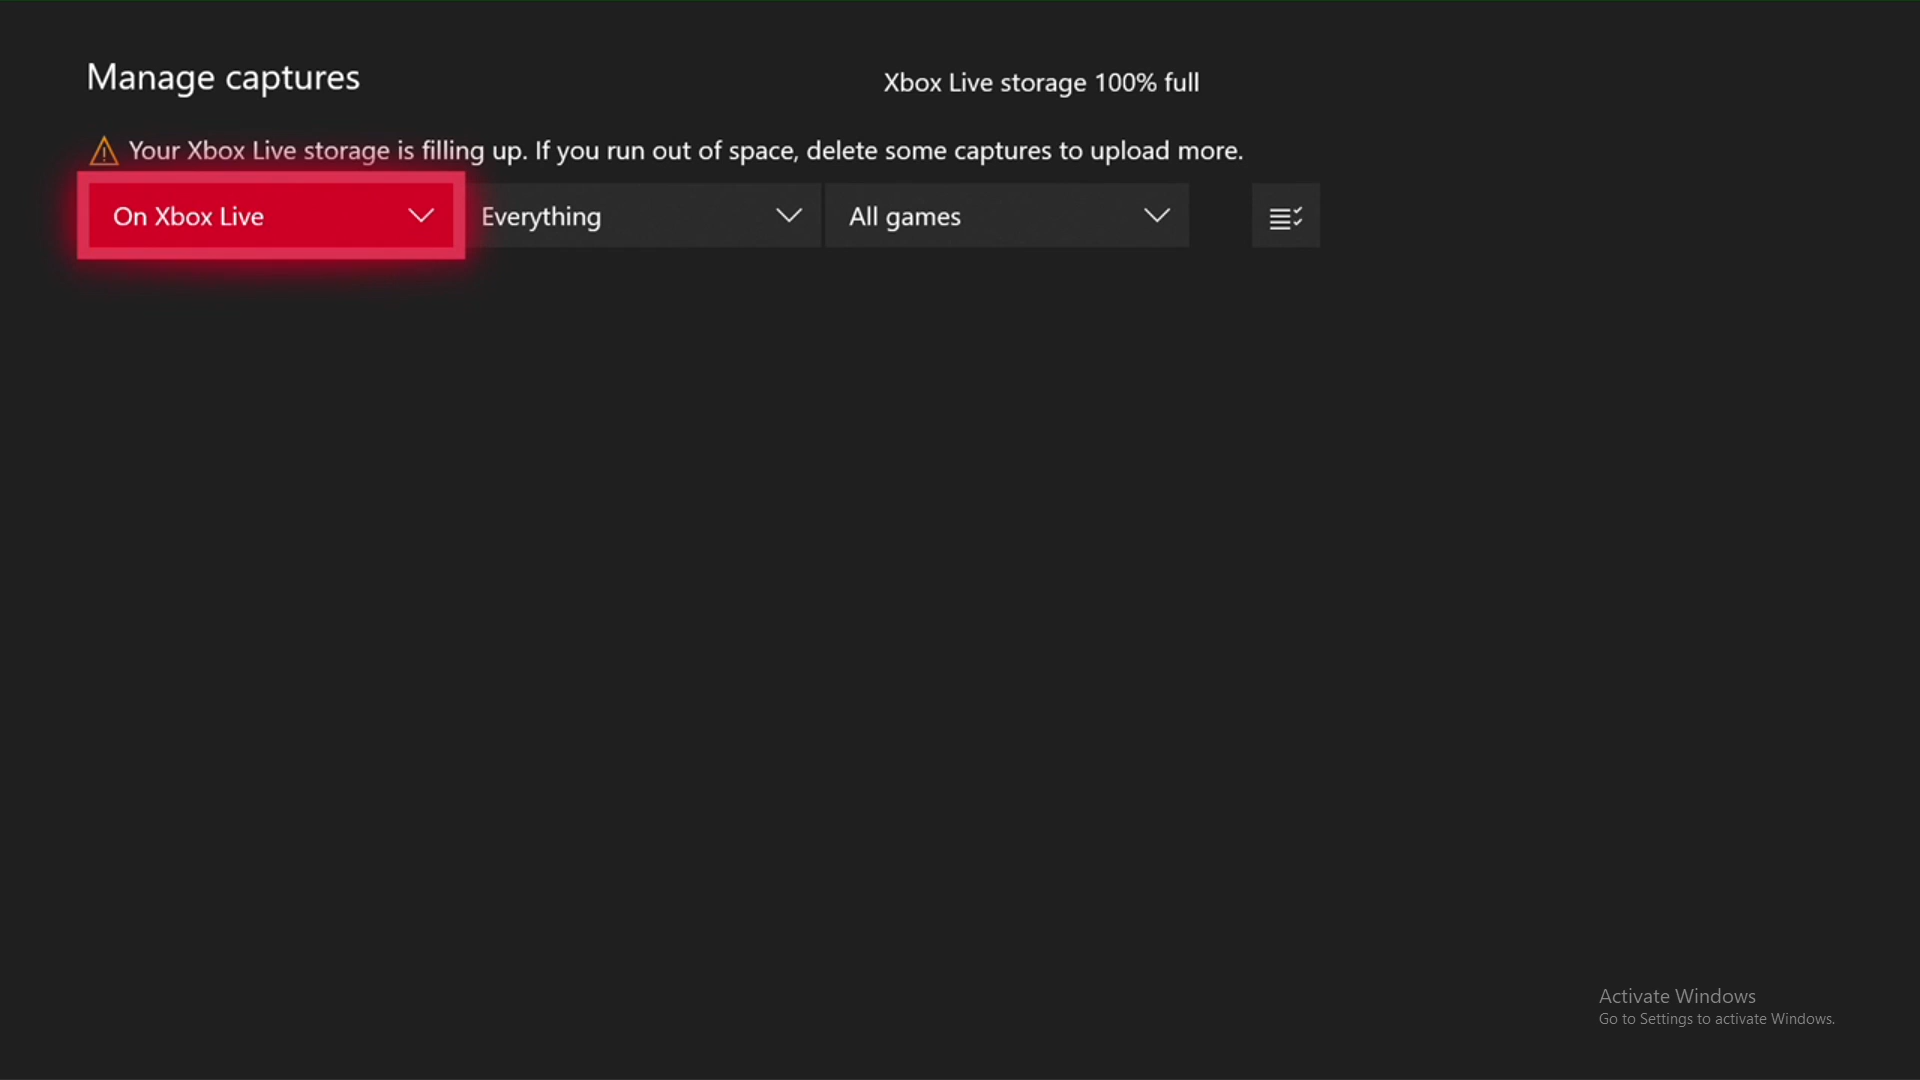 Manage captures
Xbox Live storage 100% full
Your Xbox Live storage is filling up. If you run out of space, delete some captures to upload more.
On Xbox Live
Everything
All games
Activate Windows
Go to Settings to activate Windows.